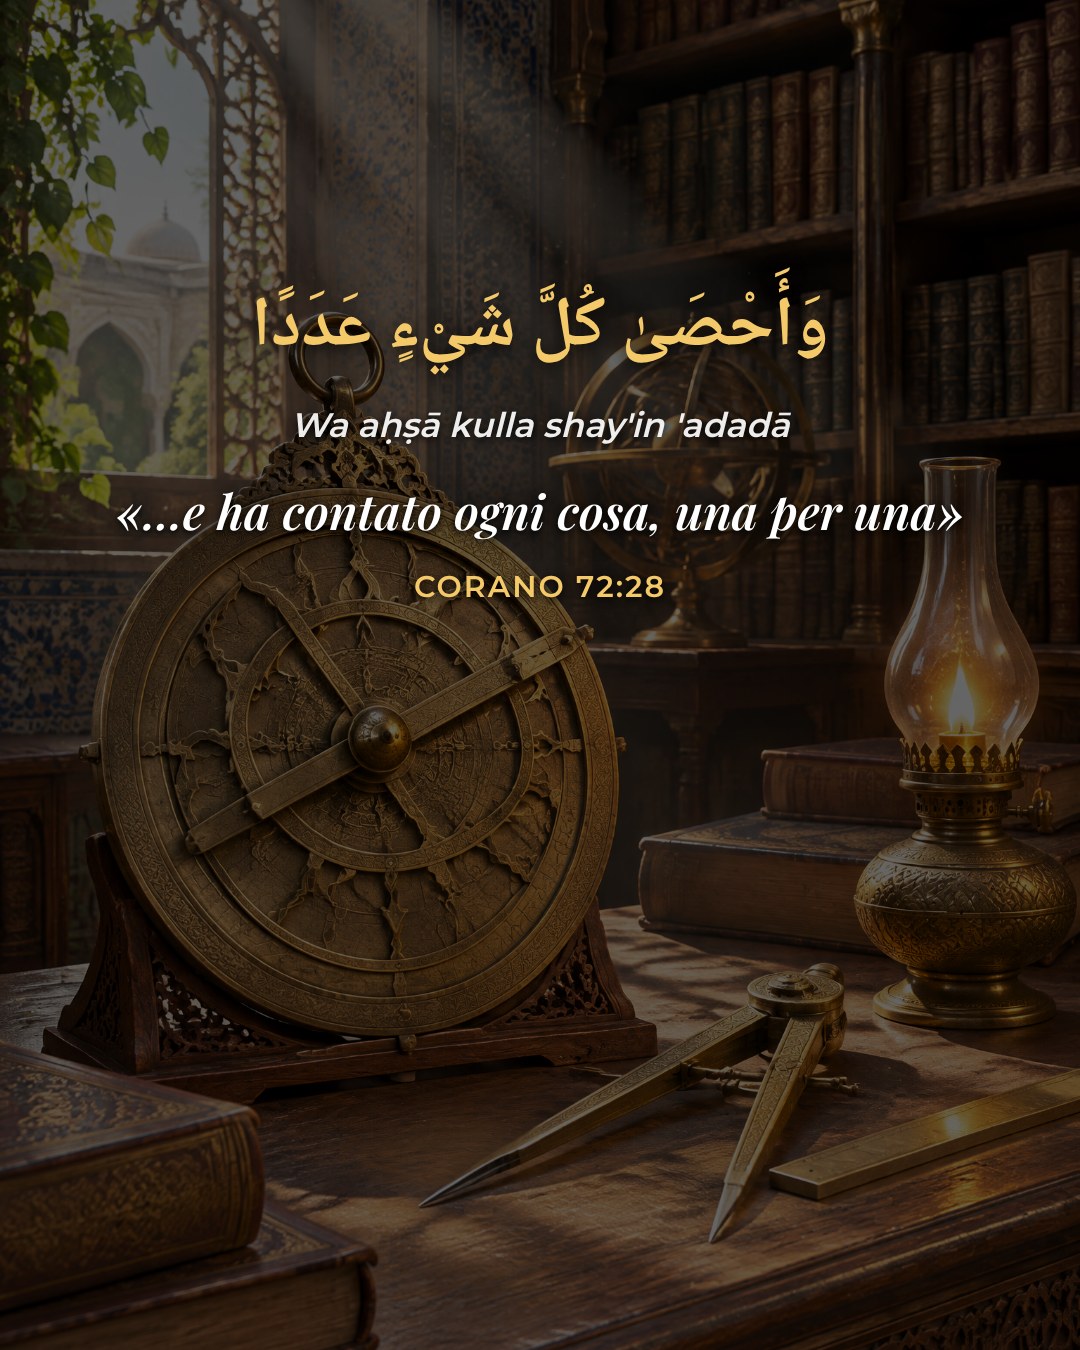 وَأَحْصَىٰ كُلَّ شَيْءٍ عَدَدًا
Wa aḥṣā kulla shay'in 'adadā
«...e ha contato ogni cosa, una per una»
CORANO 72:28